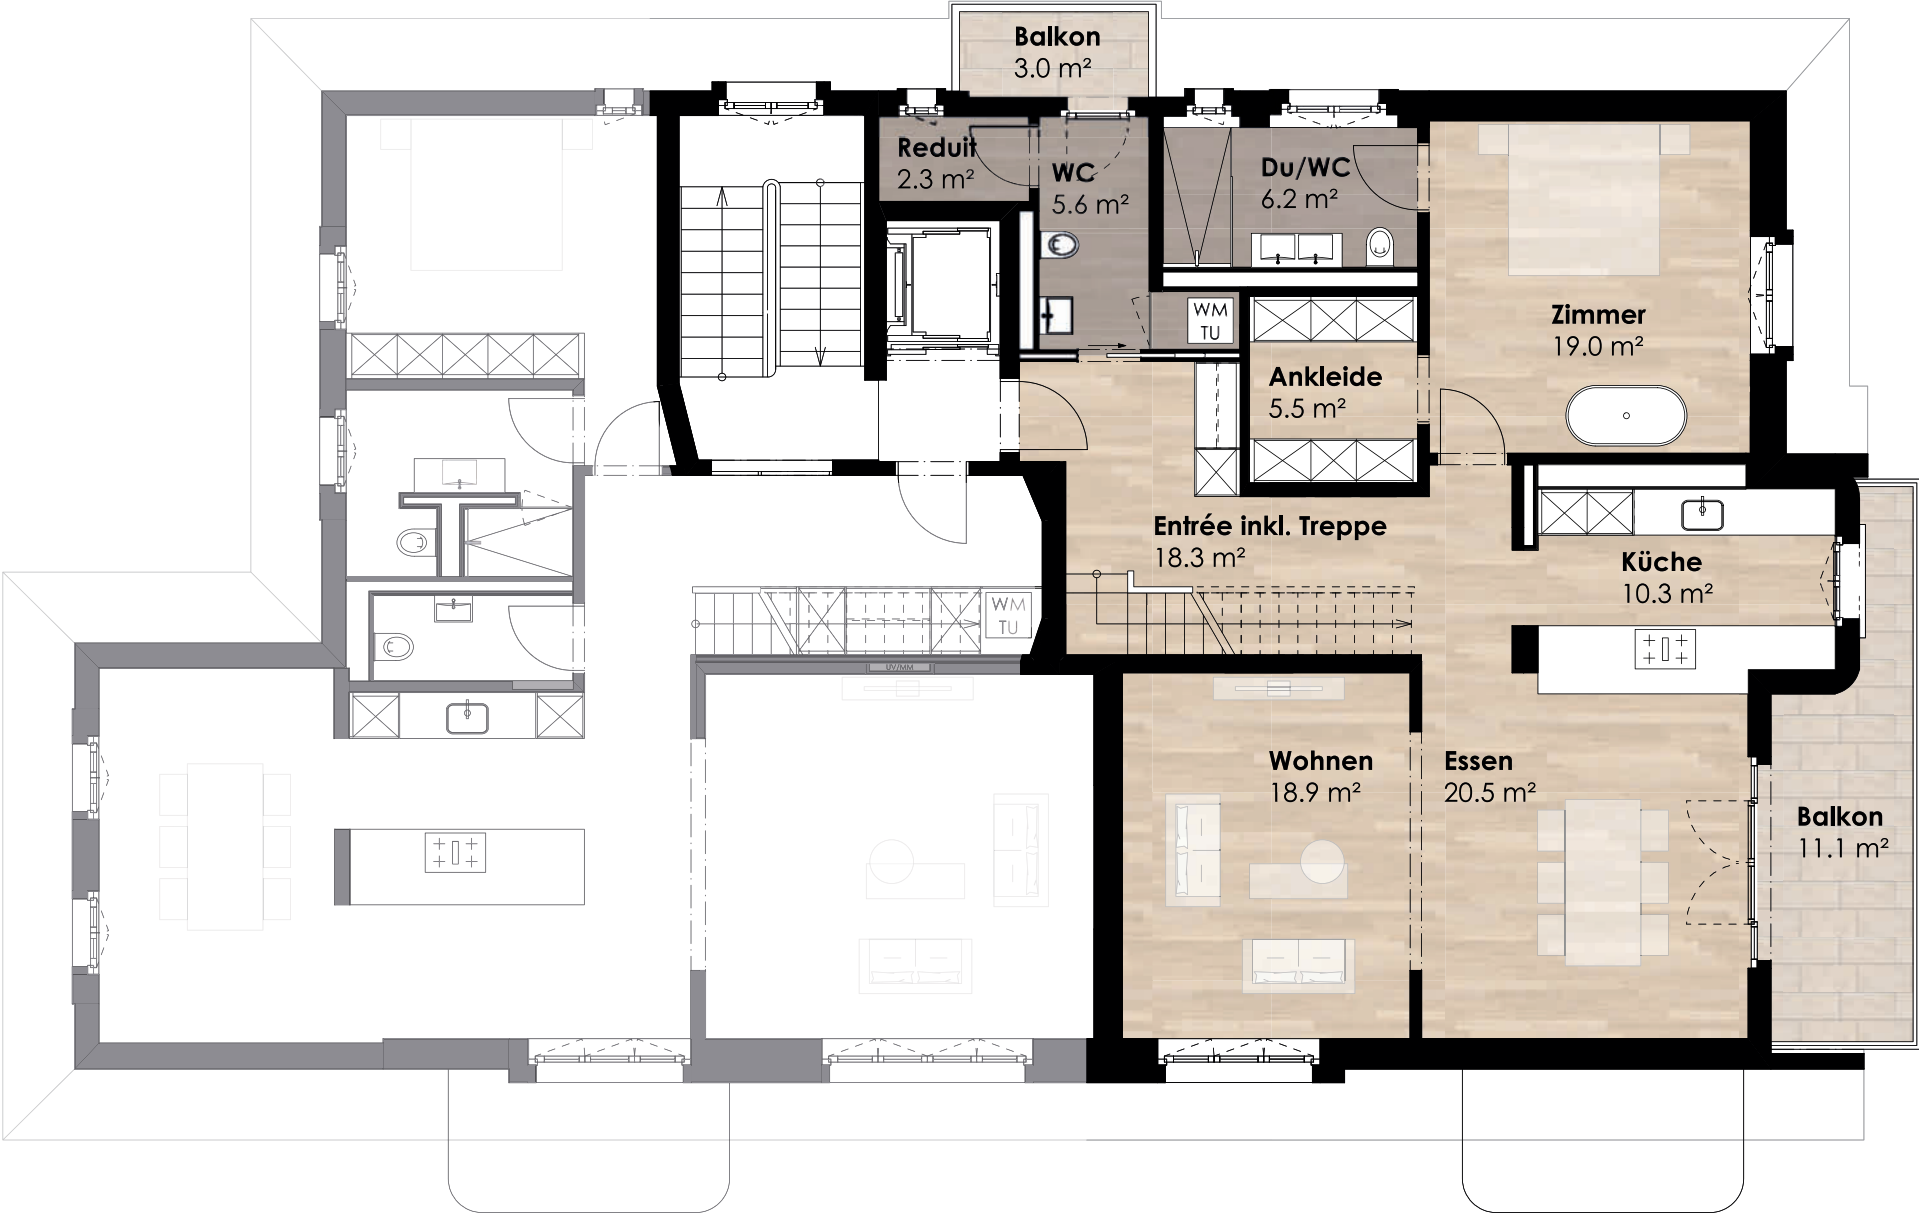 Balkon
3.0 m²
Reduit
2.3 m²
WC
5.6 m²
Du/WC
6.2 m²
WM
TU
Zimmer
19.0 m²
Ankleide
5.5 m²
Entrée inkl. Treppe
18.3 m²
Küche
10.3 m²
WM
TU
UV/MM
Wohnen
18.9 m²
Essen
20.5 m²
Balkon
11.1 m²